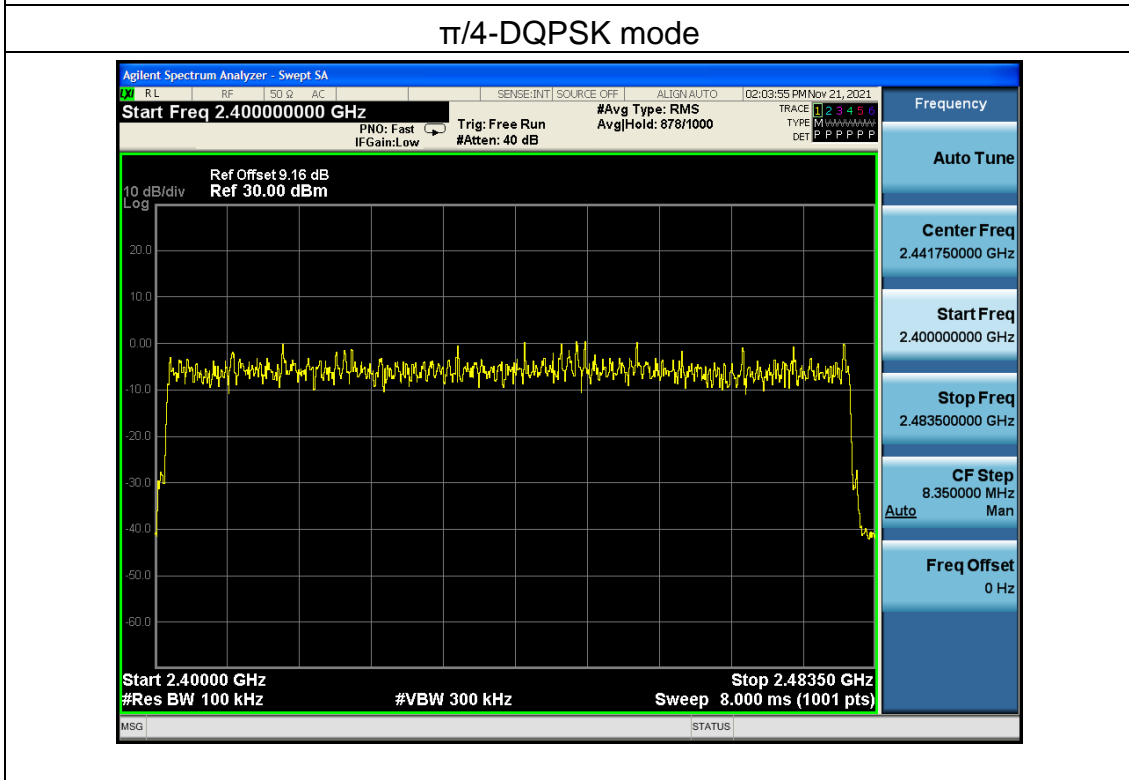 π/4-DQPSK mode
Agilent Spectrum Analyzer - Swept SA
LXI RL RF 50 Ω AC SENSE:INT SOURCE OFF ALIGN AUTO 02:03:55 PM Nov 21, 2021
Start Freq 2.400000000 GHz
PNO: Fast
IFGain:Low
Trig: Free Run
#Atten: 40 dB
#Avg Type: RMS
Avg|Hold: 878/1000
TRACE 1 2 3 4 5 6
TYPE M WWWWW
DET P P P P P P
Ref Offset 9.16 dB
10 dB/div Ref 30.00 dBm
Log
20.0
10.0
0.00
-10.0
-20.0
-30.0
-40.0
-50.0
-60.0
Start 2.40000 GHz Stop 2.48350 GHz
#Res BW 100 kHz #VBW 300 kHz Sweep 8.000 ms (1001 pts)
MSG STATUS
Frequency
Auto Tune
Center Freq
2.441750000 GHz
Start Freq
2.400000000 GHz
Stop Freq
2.483500000 GHz
CF Step
8.350000 MHz
Auto Man
Freq Offset
0 Hz